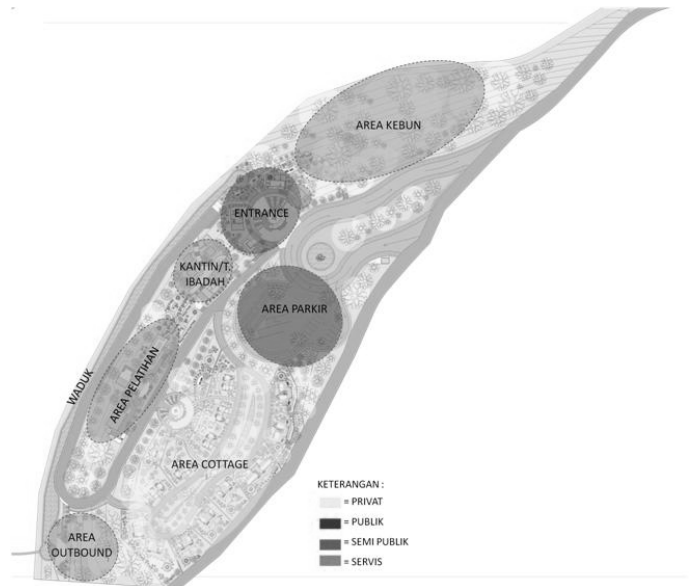 AREA KEBUN
ENTRANCE
KANTIN/T.
IBADAH
AREA PARKIR
WADUK
AREA PELATIHAN
AREA COTTAGE
AREA
OUTBOUND
KETERANGAN :
= PRIVAT
= PUBLIK
= SEMI PUBLIK
= SERVIS